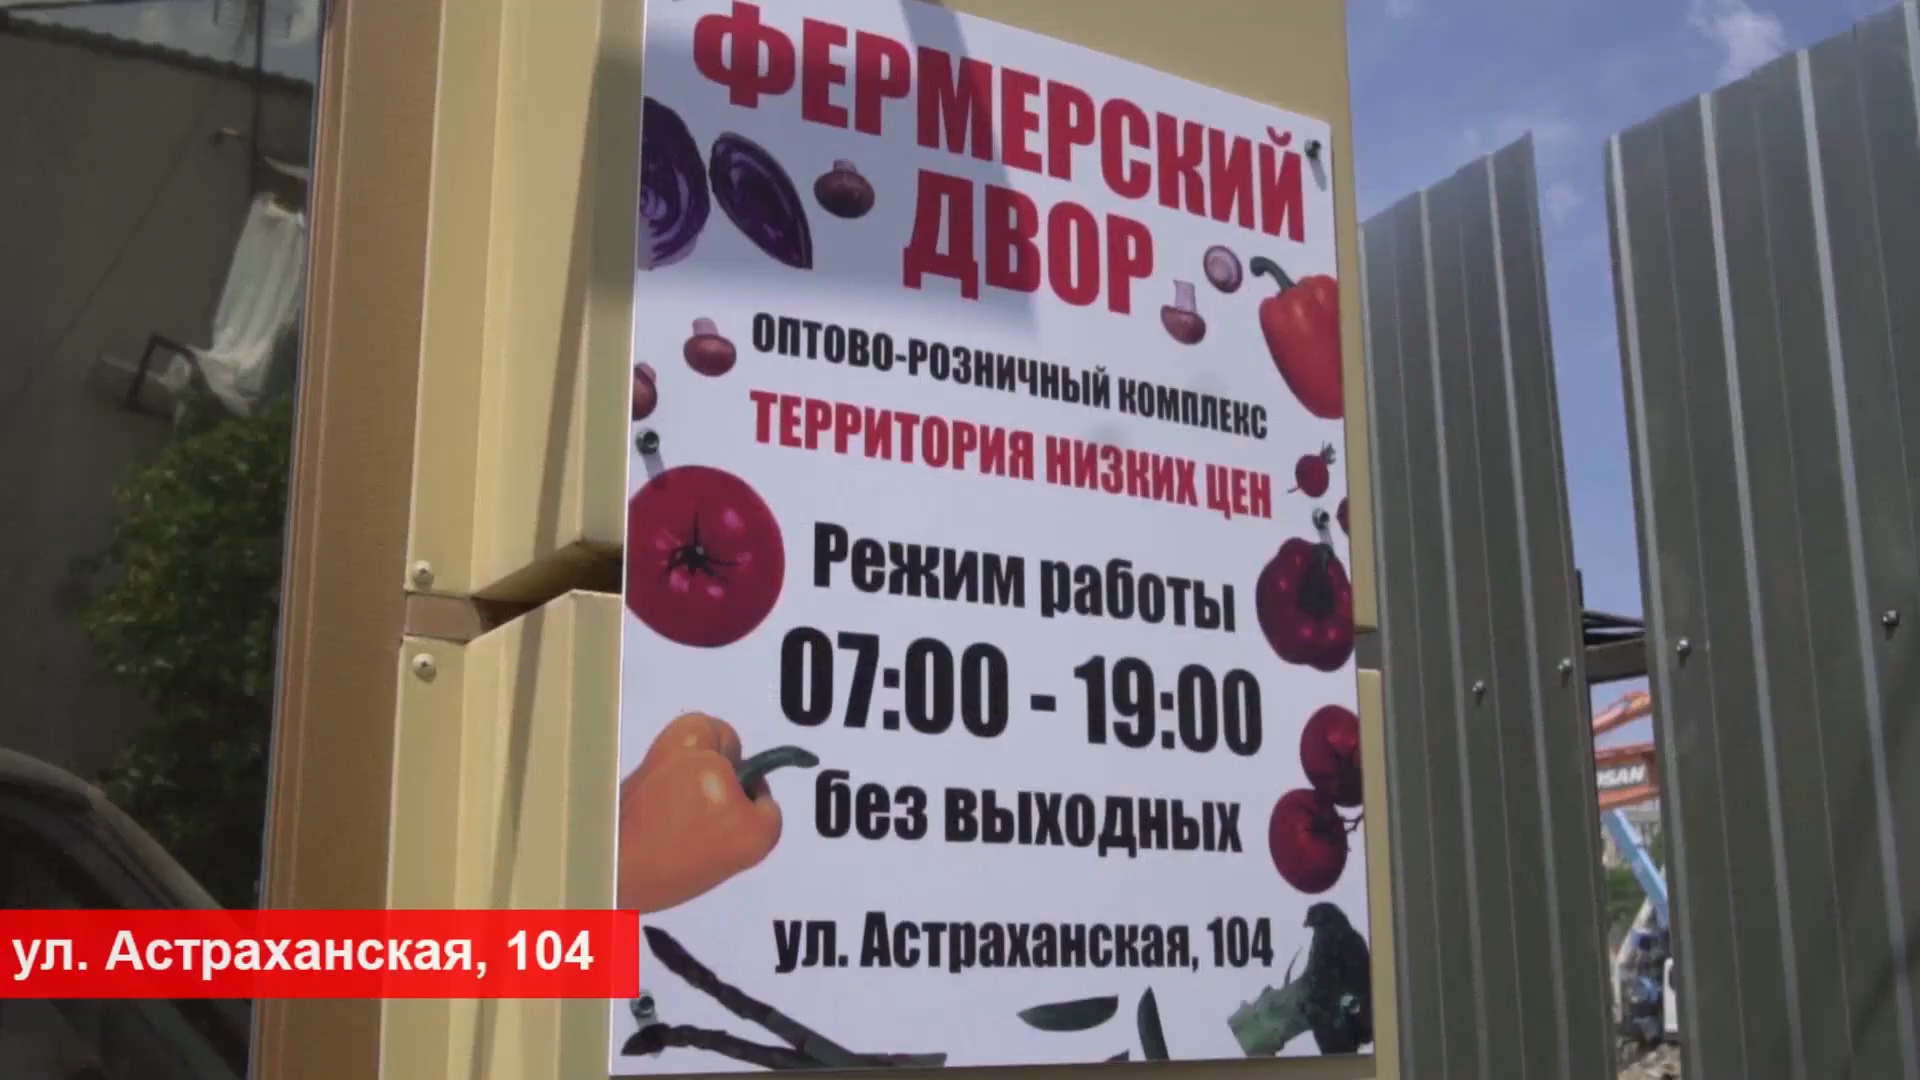 ФЕРМЕРСКИЙ
ДВОР
ОПТОВО-РОЗНИЧНЫЙ КОМПЛЕКС
ТЕРРИТОРИЯ НИЗКИХ ЦЕН
Режим работы
07:00 - 19:00
без выходных
ул. Астраханская, 104
ул. Астраханская, 104